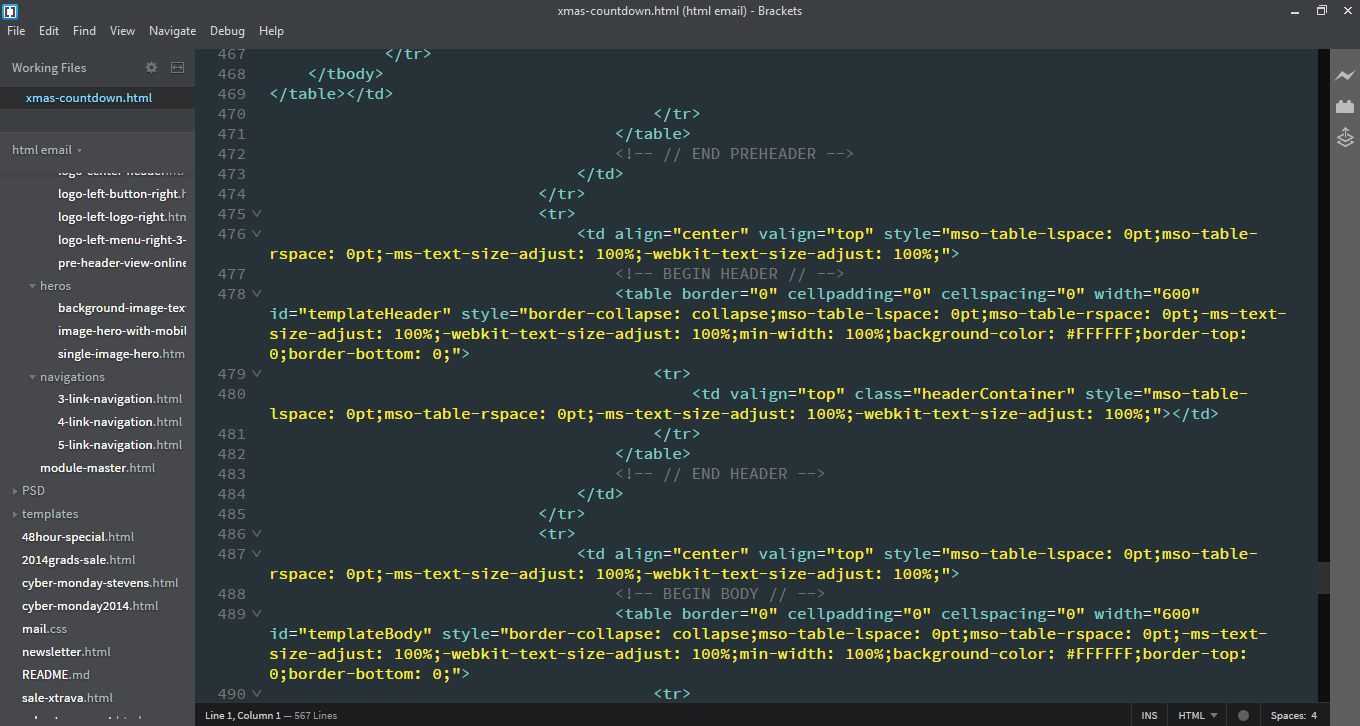 xmas-countdown.html (html email) - Brackets
File Edit Find View Navigate Debug Help
Working Files
xmas-countdown.html
html email
logo-left-button-right.h
logo-left-logo-right.htm
logo-left-menu-right-3-
pre-header-view-online
heros
background-image-tex
image-hero-with-mobil
single-image-hero.htm
navigations
3-link-navigation.html
4-link-navigation.html
5-link-navigation.html
module-master.html
PSD
templates
48hour-special.html
2014grads-sale.html
cyber-monday-stevens.html
cyber-monday2014.html
mail.css
newsletter.html
README.md
sale-xtrava.html
467 </tr>
468 </tbody>
469 </table></td>
470 </tr>
471 </table>
472 <!-- // END PREHEADER -->
473 </td>
474 </tr>
475 <tr>
476 <td align="center" valign="top" style="mso-table-lspace: 0pt;mso-table-
rspace: 0pt;-ms-text-size-adjust: 100%;-webkit-text-size-adjust: 100%;">
477 <!-- BEGIN HEADER // -->
478 <table border="0" cellpadding="0" cellspacing="0" width="600"
id="templateHeader" style="border-collapse: collapse;mso-table-lspace: 0pt;mso-table-rspace: 0pt;-ms-text-
size-adjust: 100%;-webkit-text-size-adjust: 100%;min-width: 100%;background-color: #FFFFFF;border-top:
0;border-bottom: 0;">
479 <tr>
480 <td valign="top" class="headerContainer" style="mso-table-
lspace: 0pt;mso-table-rspace: 0pt;-ms-text-size-adjust: 100%;-webkit-text-size-adjust: 100%;"></td>
481 </tr>
482 </table>
483 <!-- // END HEADER -->
484 </td>
485 </tr>
486 <tr>
487 <td align="center" valign="top" style="mso-table-lspace: 0pt;mso-table-
rspace: 0pt;-ms-text-size-adjust: 100%;-webkit-text-size-adjust: 100%;">
488 <!-- BEGIN BODY // -->
489 <table border="0" cellpadding="0" cellspacing="0" width="600"
id="templateBody" style="border-collapse: collapse;mso-table-lspace: 0pt;mso-table-rspace: 0pt;-ms-text-
size-adjust: 100%;-webkit-text-size-adjust: 100%;min-width: 100%;background-color: #FFFFFF;border-top:
0;border-bottom: 0;">
490 <tr>
Line 1, Column 1 — 567 Lines
INS HTML Spaces: 4